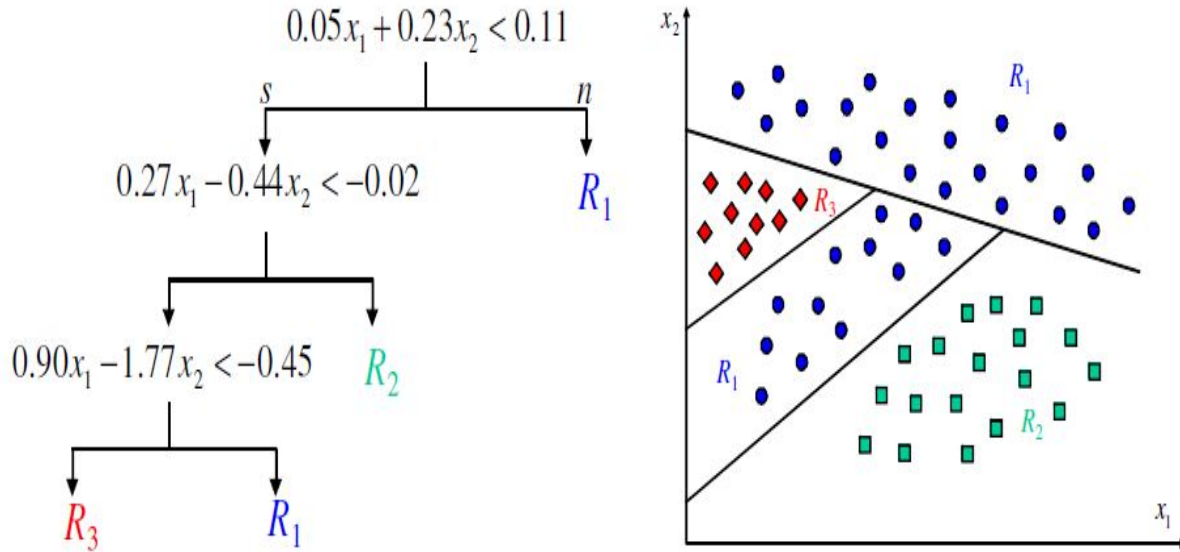 0.05x₁ + 0.23x₂ < 0.11
s n
0.27x₁ − 0.44x₂ < −0.02
R₁
0.90x₁ − 1.77x₂ < −0.45
R₂
R₃ R₁
x₂
R₁
R₃
R₁
R₂
x₁